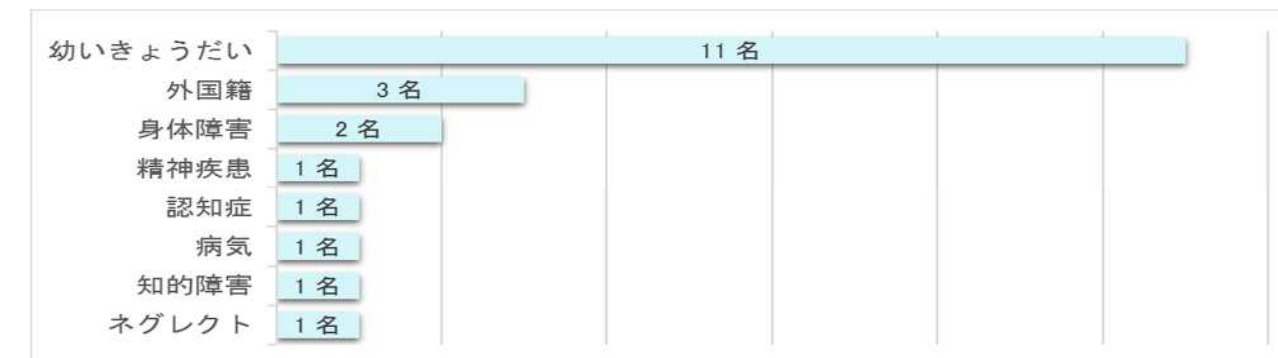 幼いきょうだい 11 名
外国籍 3 名
身体障害 2 名
精神疾患 1 名
認知症 1 名
病気 1 名
知的障害 1 名
ネグレクト 1 名